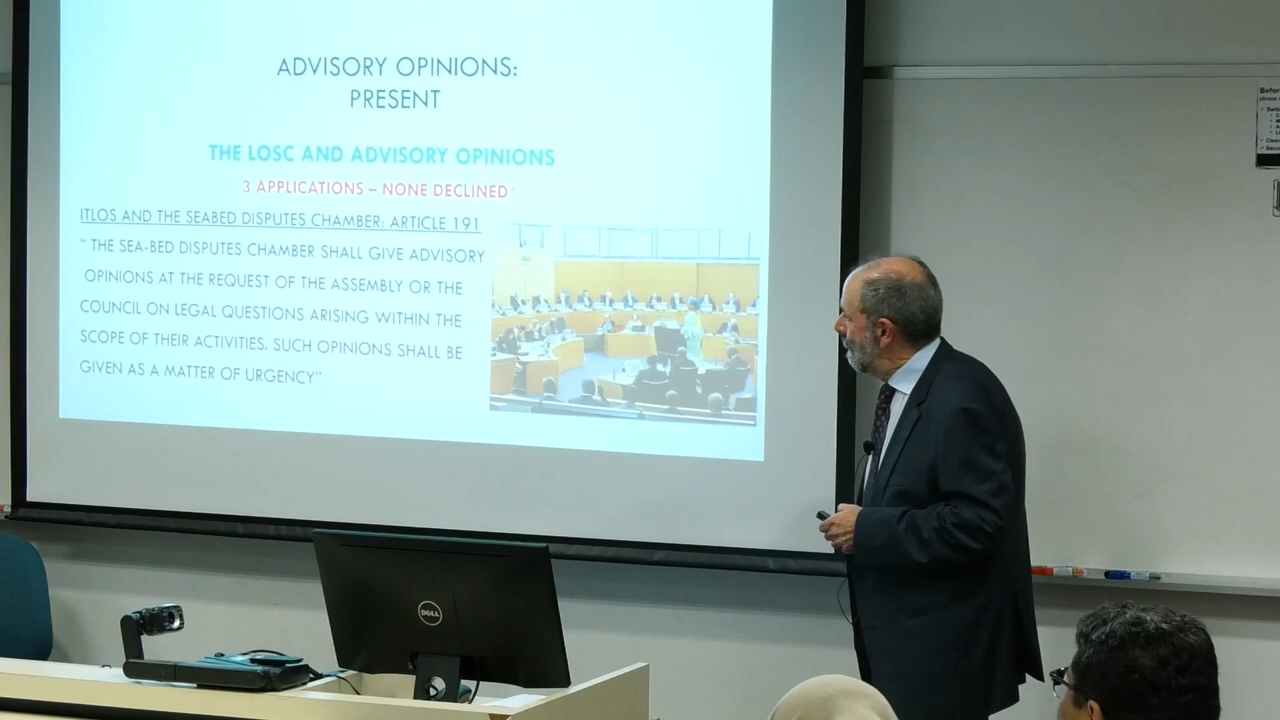 ADVISORY OPINIONS:
PRESENT
THE LOSC AND ADVISORY OPINIONS
3 APPLICATIONS – NONE DECLINED
ITLOS AND THE SEABED DISPUTES CHAMBER: ARTICLE 191
“ THE SEA-BED DISPUTES CHAMBER SHALL GIVE ADVISORY
OPINIONS AT THE REQUEST OF THE ASSEMBLY OR THE
COUNCIL ON LEGAL QUESTIONS ARISING WITHIN THE
SCOPE OF THEIR ACTIVITIES. SUCH OPINIONS SHALL BE
GIVEN AS A MATTER OF URGENCY”
DELL